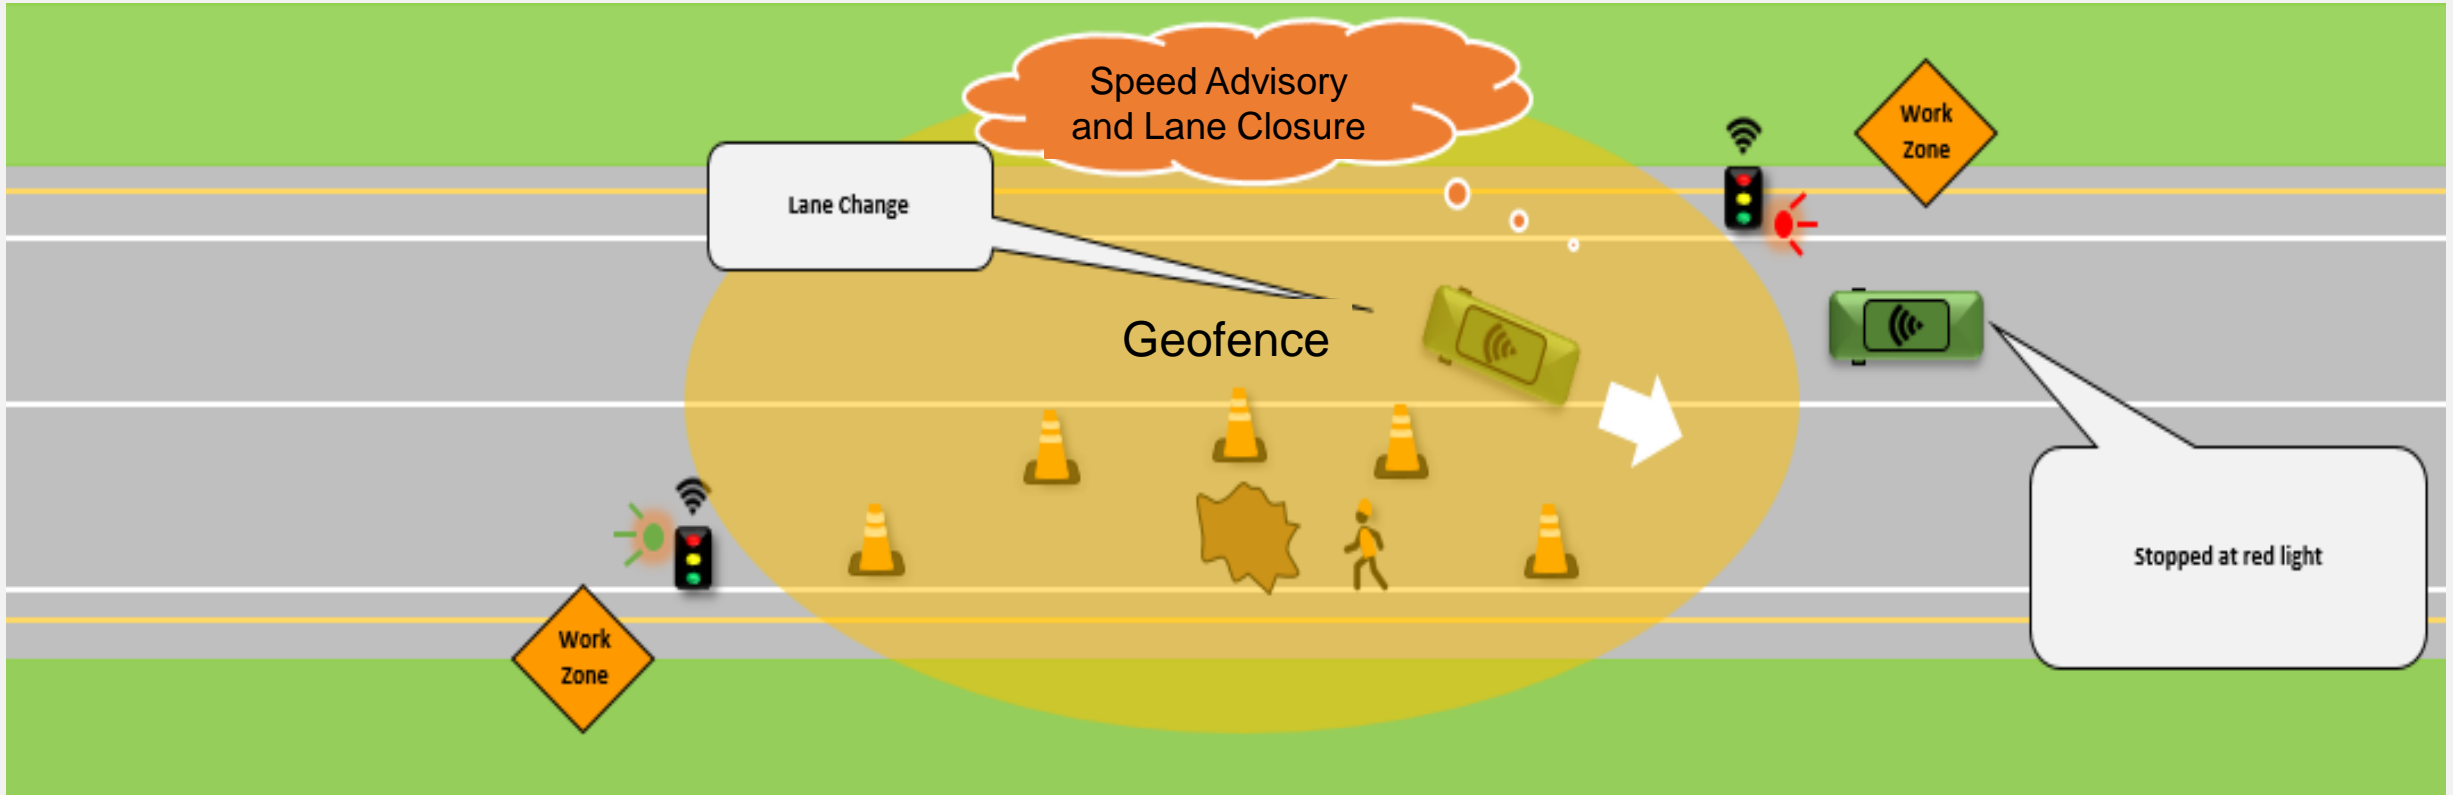 Speed Advisory
and Lane Closure
Work
Zone
Lane Change
Geofence
Stopped at red light
Work
Zone